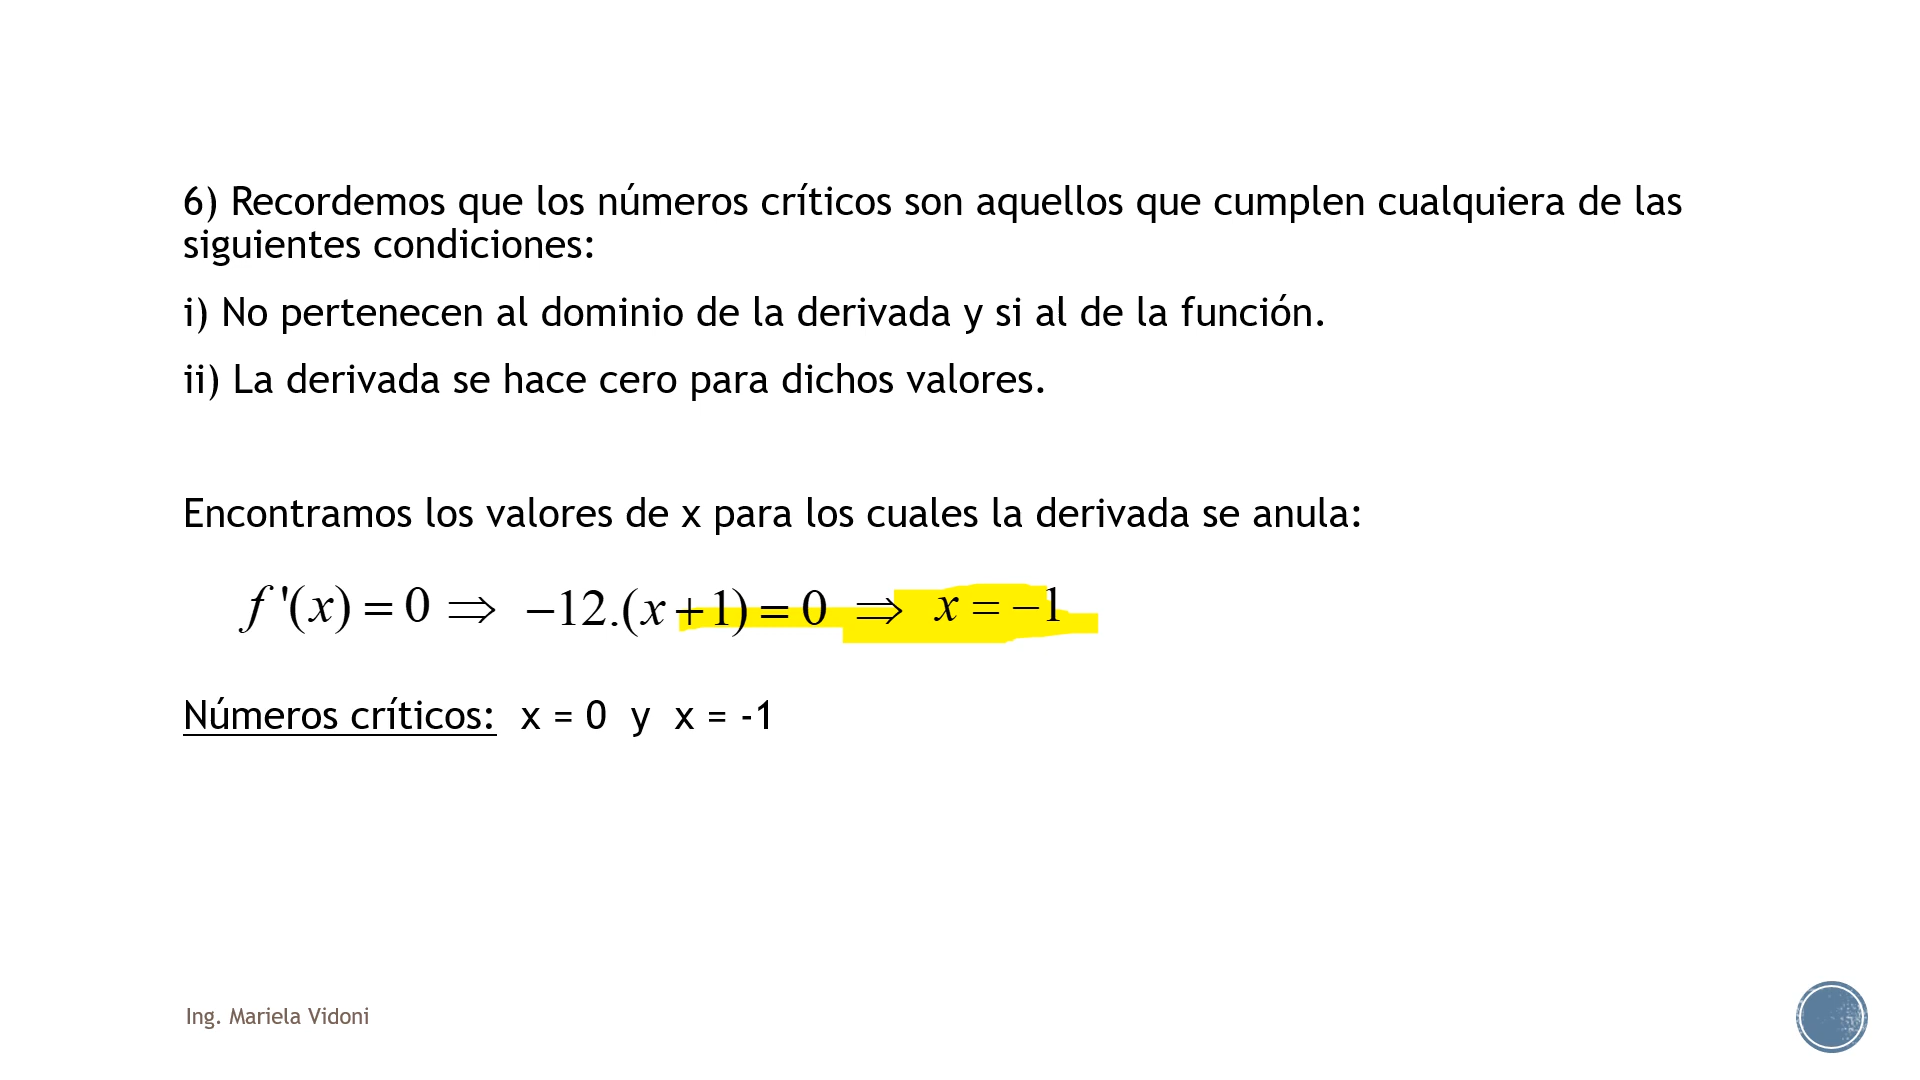 6) Recordemos que los números críticos son aquellos que cumplen cualquiera de las
siguientes condiciones:
i) No pertenecen al dominio de la derivada y si al de la función.
ii) La derivada se hace cero para dichos valores.
Encontramos los valores de x para los cuales la derivada se anula:
f '(x) = 0 ⇒ −12.(x + 1) = 0 ⇒ x = −1
Números críticos: x = 0 y x = -1
Ing. Mariela Vidoni